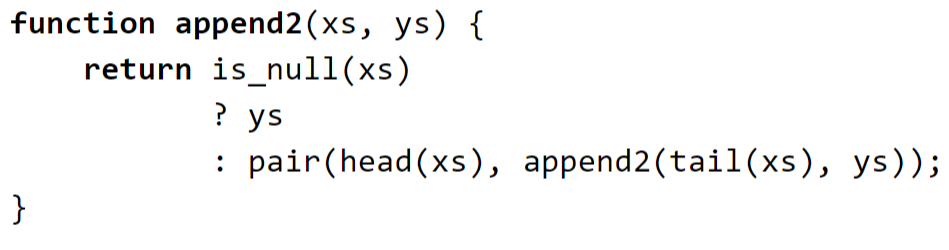 function append2(xs, ys) {
    return is_null(xs)
           ? ys
           : pair(head(xs), append2(tail(xs), ys));
}